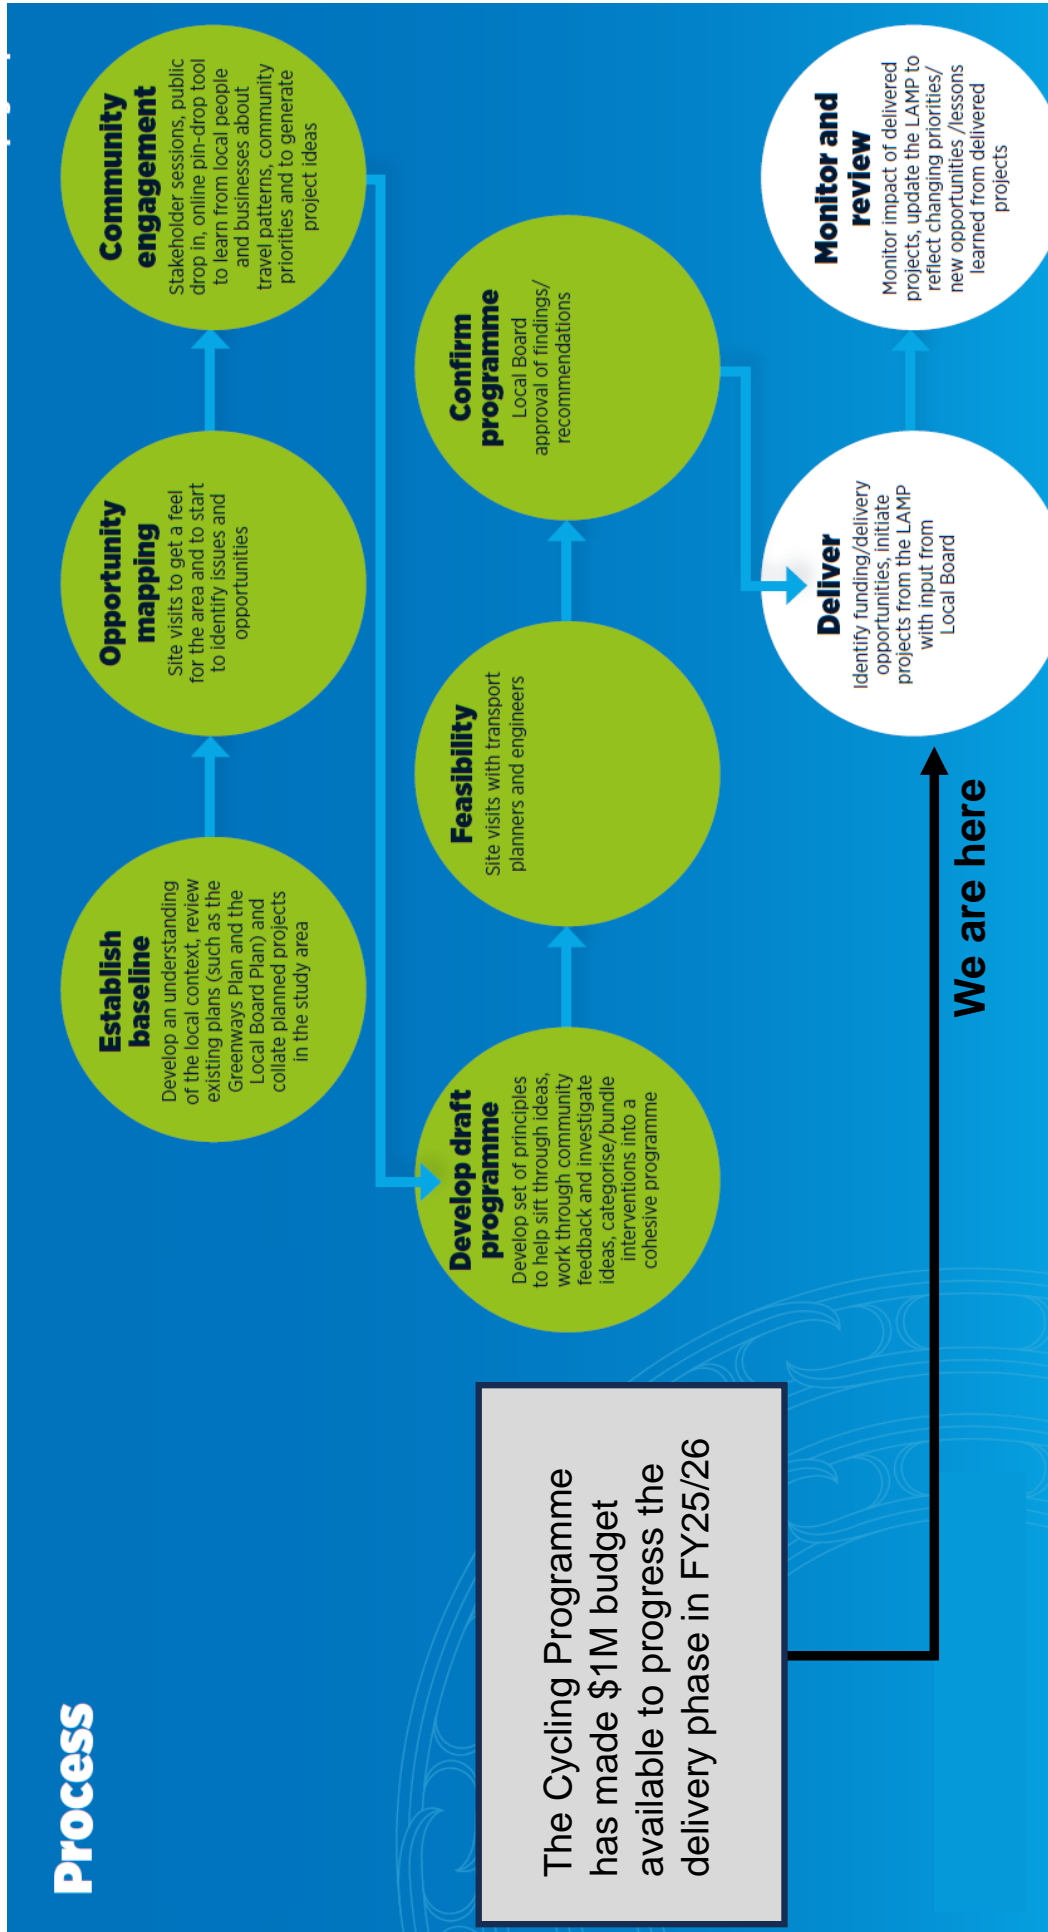 Process
Establish
baseline
Develop an understanding
of the local context, review
existing plans (such as the
Greenways Plan and the
Local Board Plan) and
collate planned projects
in the study area
Opportunity
mapping
Site visits to get a feel
for the area and to start
to identify issues and
opportunities
Community
engagement
Stakeholder sessions, public
drop in, online pin-drop tool
to learn from local people
and businesses about
travel patterns, community
priorities and to generate
project ideas
Develop draft
programme
Develop set of principles
to help sift through ideas,
work through community
feedback and investigate
ideas, categorise/bundle
interventions into a
cohesive programme
Feasibility
Site visits with transport
planners and engineers
Confirm
programme
Local Board
approval of findings/
recommendations
The Cycling Programme
has made $1M budget
available to progress the
delivery phase in FY25/26
We are here
Deliver
Identify funding/delivery
opportunities, initiate
projects from the LAMP
with input from
Local Board
Monitor and
review
Monitor impact of delivered
projects, update the LAMP to
reflect changing priorities/
new opportunities /lessons
learned from delivered
projects